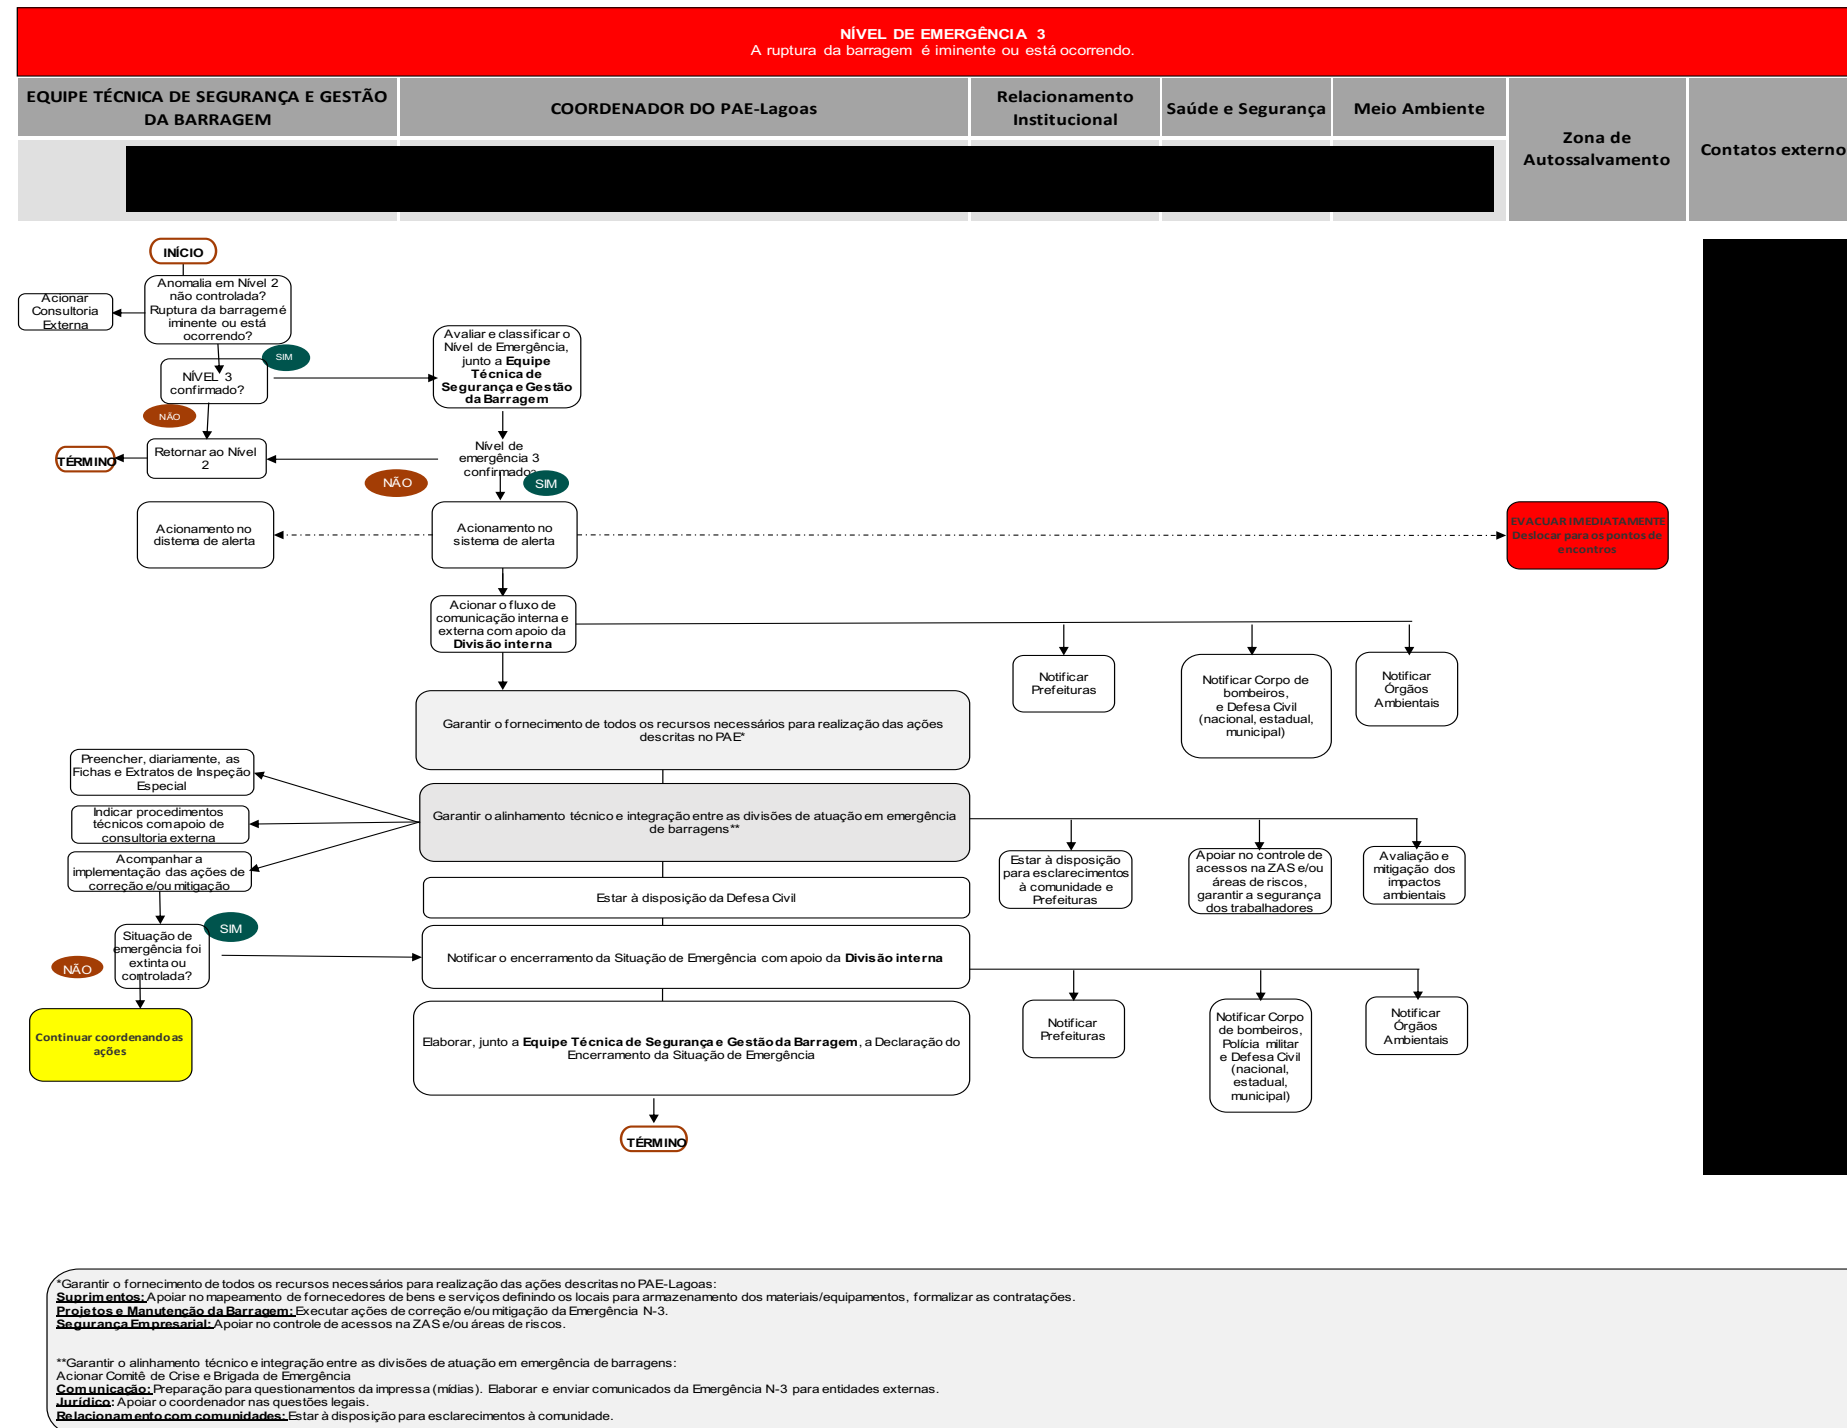 NÍVEL DE EMERGÊNCIA 3
A ruptura da barragem é iminente ou está ocorrendo.
EQUIPE TÉCNICA DE SEGURANÇA E GESTÃO
DA BARRAGEM
COORDENADOR DO PAE-Lagoas
Relacionamento
Institucional
Saúde e Segurança
Meio Ambiente
Zona de
Autossalvamento
Contatos externo
INÍCIO
Anomalia em Nível 2
não controlada?
Ruptura da barragem é
iminente ou está
ocorrendo?
Acionar
Consultoria
Externa
SIM
NÍVEL 3
confirmado?
NÃO
Avaliar e classificar o
Nível de Emergência,
junto a Equipe
Técnica de
Segurança e Gestão
da Barragem
Retornar ao Nível
2
TÉRMINO
Nível de
emergência 3
confirmado?
NÃO
SIM
Acionamento no
distema de alerta
Acionamento no
sistema de alerta
EVACUAR IMEDIATAMENTE
Deslocar para os pontos de
encontros
Acionar o fluxo de
comunicação interna e
externa com apoio da
Divisão interna
Notificar
Prefeituras
Notificar Corpo de
bombeiros,
e Defesa Civil
(nacional, estadual,
municipal)
Notificar
Órgãos
Ambientais
Garantir o fornecimento de todos os recursos necessários para realização das ações
descritas no PAE*
Preencher, diariamente, as
Fichas e Extratos de Inspeção
Especial
Indicar procedimentos
técnicos com apoio de
consultoria externa
Acompanhar a
implementação das ações de
correção e/ou mitigação
Garantir o alinhamento técnico e integração entre as divisões de atuação em emergência
de barragens**
Estar à disposição
para esclarecimentos
à comunidade e
Prefeituras
Apoiar no controle de
acessos na ZAS e/ou
áreas de riscos,
garantir a segurança
dos trabalhadores
Avaliação e
mitigação dos
impactos
ambientais
Estar à disposição da Defesa Civil
SIM
Situação de
emergência foi
extinta ou
controlada?
NÃO
Notificar o encerramento da Situação de Emergência com apoio da Divisão interna
Continuar coordenando as
ações
Elaborar, junto a Equipe Técnica de Segurança e Gestão da Barragem, a Declaração do
Encerramento da Situação de Emergência
Notificar
Prefeituras
Notificar Corpo
de bombeiros,
Polícia militar
e Defesa Civil
(nacional,
estadual,
municipal)
Notificar
Órgãos
Ambientais
TÉRMINO
*Garantir o fornecimento de todos os recursos necessários para realização das ações descritas no PAE-Lagoas:
Suprimentos: Apoiar no mapeamento de fornecedores de bens e serviços definindo os locais para armazenamento dos materiais/equipamentos, formalizar as contratações.
Projetos e Manutenção da Barragem: Executar ações de correção e/ou mitigação da Emergência N-3.
Segurança Empresarial: Apoiar no controle de acessos na ZAS e/ou áreas de riscos.
**Garantir o alinhamento técnico e integração entre as divisões de atuação em emergência de barragens:
Acionar Comitê de Crise e Brigada de Emergência
Comunicação: Preparação para questionamentos da impressa (mídias). Elaborar e enviar comunicados da Emergência N-3 para entidades externas.
Jurídico: Apoiar o coordenador nas questões legais.
Relacionamento com comunidades: Estar à disposição para esclarecimentos à comunidade.